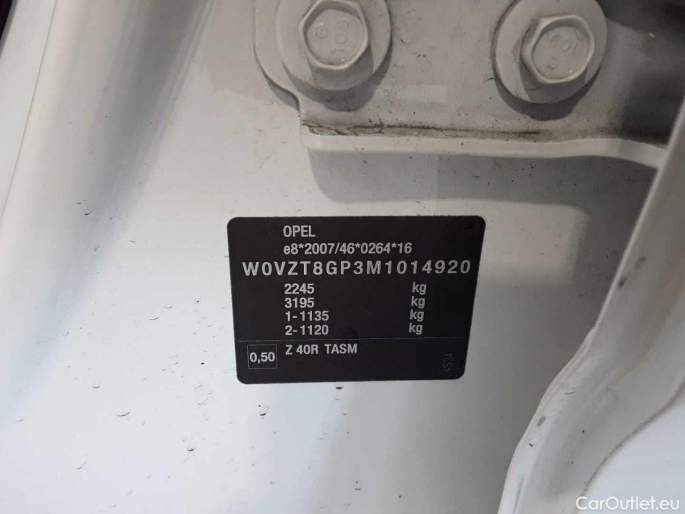 OPEL
e8*2007/46*0264*16
W0VZT8GP3M1014920
2245 kg
3195 kg
1-1135 kg
2-1120 kg
0,50 Z 40R TASM
CarOutlet.eu